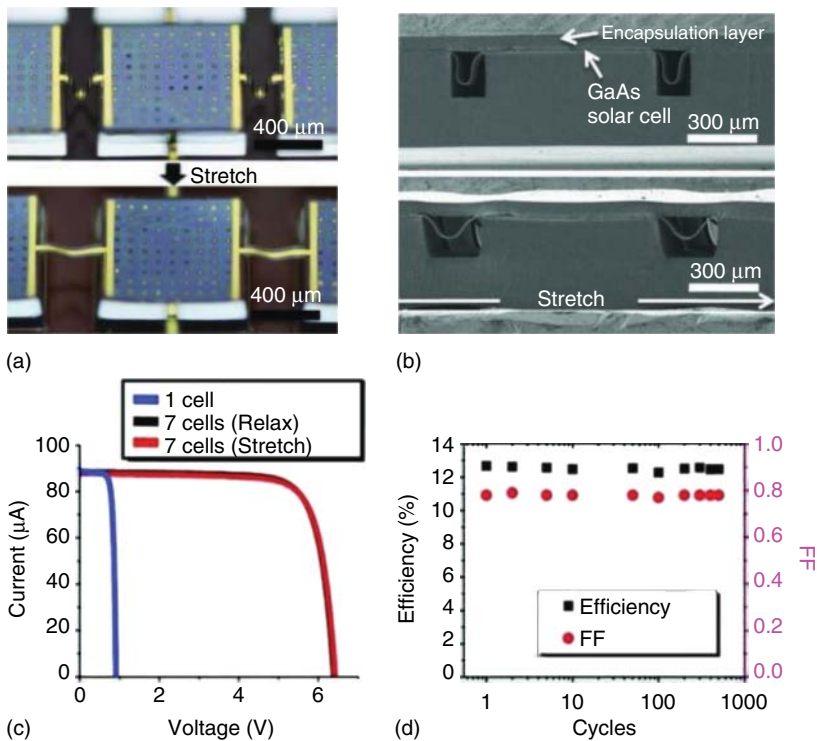 400 μm
Stretch
400 μm
(a)
Encapsulation layer
GaAs
solar cell
300 μm
300 μm
Stretch
(b)
1 cell
7 cells (Relax)
7 cells (Stretch)
100
80
60
40
20
0
0
2
4
6
Current (μA)
Voltage (V)
(c)
14
12
10
8
6
4
2
0
Efficiency (%)
1.0
0.8
0.6
0.4
0.2
0.0
FF
Efficiency
FF
1
10
100
1000
Cycles
(d)